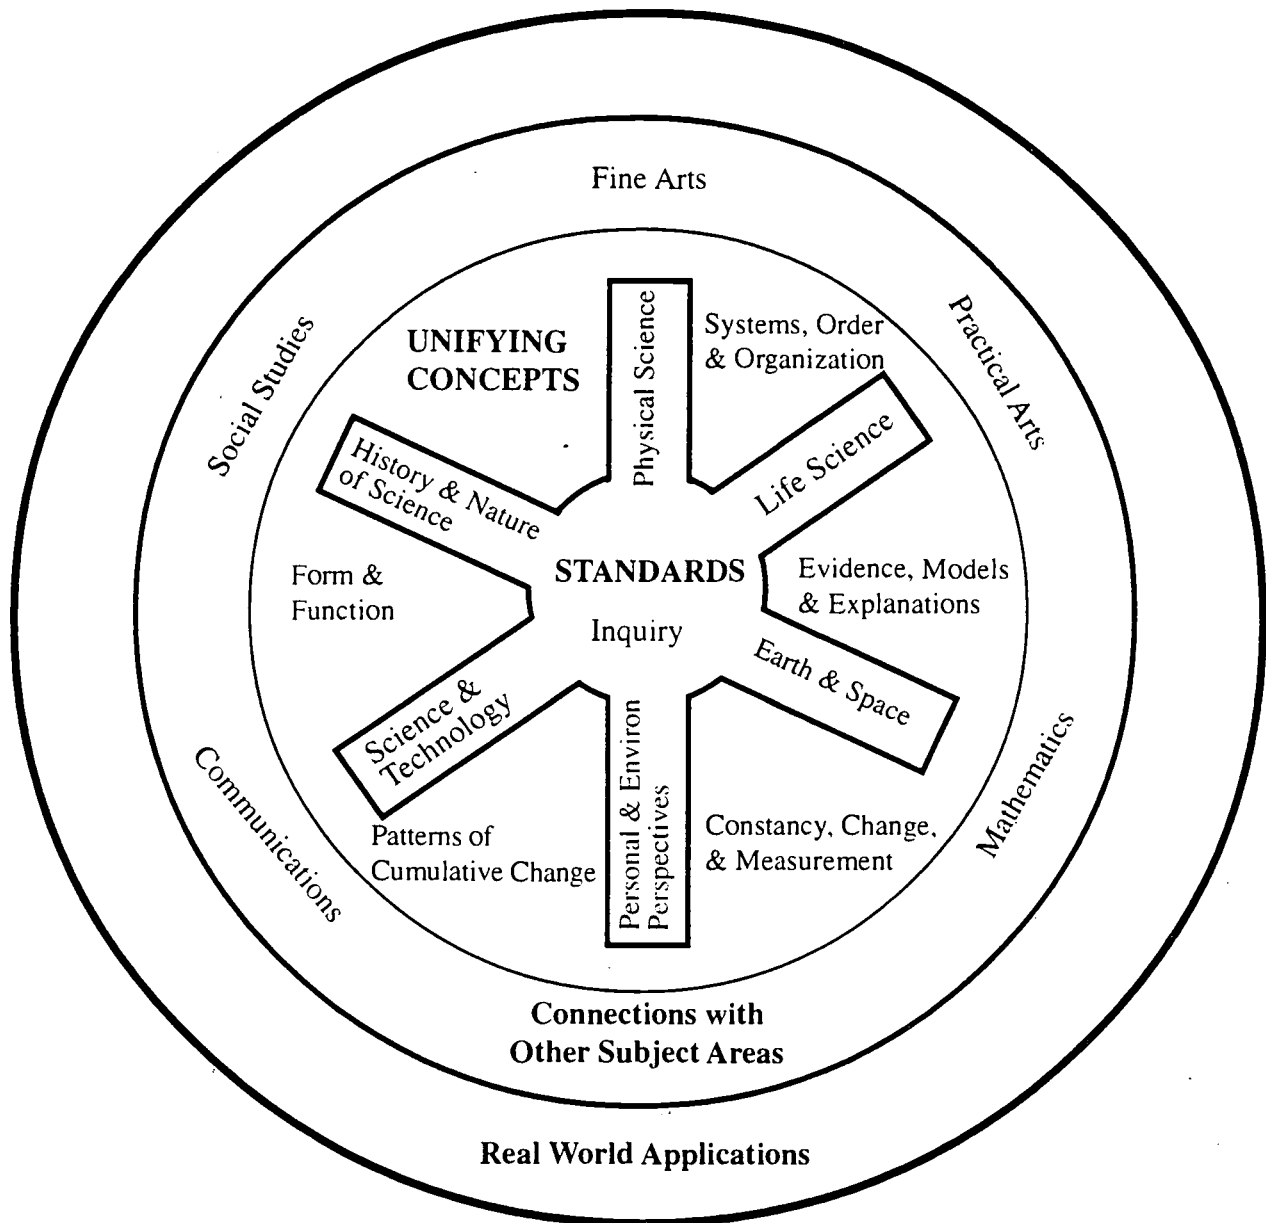 Fine Arts
Practical Arts
Social Studies
UNIFYING
CONCEPTS
Physical Science
Systems, Order
& Organization
Life Science
History & Nature
of Science
STANDARDS
Inquiry
Evidence, Models
& Explanations
Form &
Function
Earth & Space
Science &
Technology
Personal & Environ
Perspectives
Mathematics
Communications
Patterns of
Cumulative Change
Constancy, Change,
& Measurement
Connections with
Other Subject Areas
Real World Applications